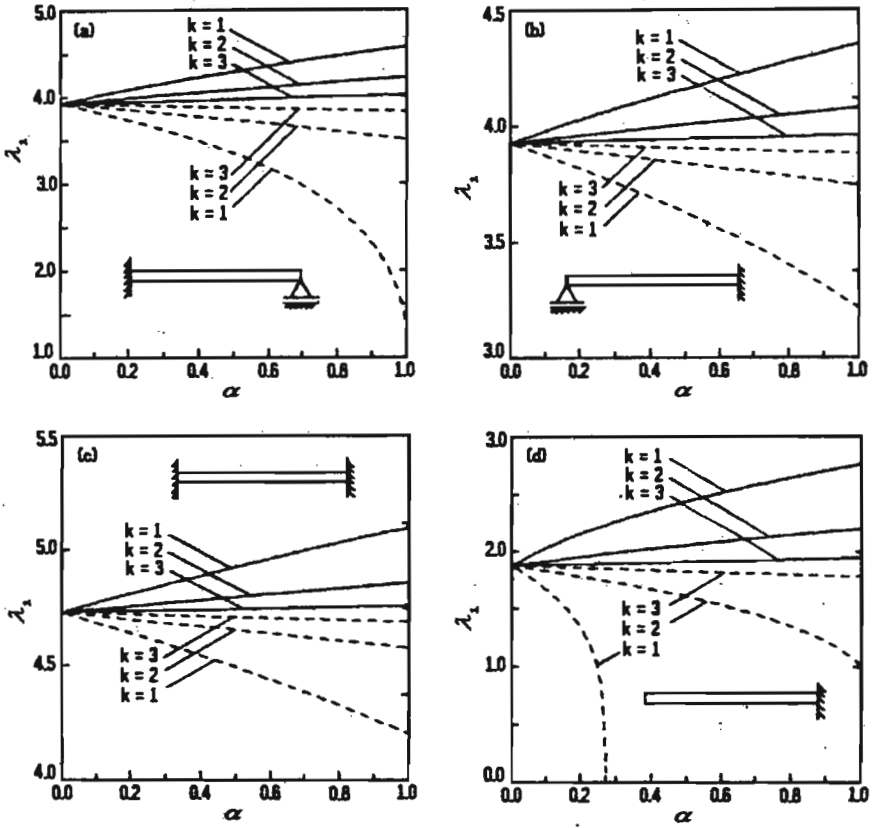 5.0
(a)
k = 1
k = 2
k = 3
4.0
3.0
k = 3
k = 2
k = 1
2.0
1.0
0.0 0.2 0.4 0.6 0.8 1.0
α
λ₁
4.5
(b)
k = 1
k = 2
k = 3
4.0
k = 3
k = 2
k = 1
3.5
3.0
0.0 0.2 0.4 0.6 0.8 1.0
α
λ₁
5.5
(c)
k = 1
k = 2
k = 3
5.0
4.5
k = 3
k = 2
k = 1
4.0
0.0 0.2 0.4 0.6 0.8 1.0
α
λ₁
3.0
(d)
k = 1
k = 2
k = 3
2.0
k = 3
k = 2
k = 1
1.0
0.0
0.0 0.2 0.4 0.6 0.8 1.0
α
λ₁